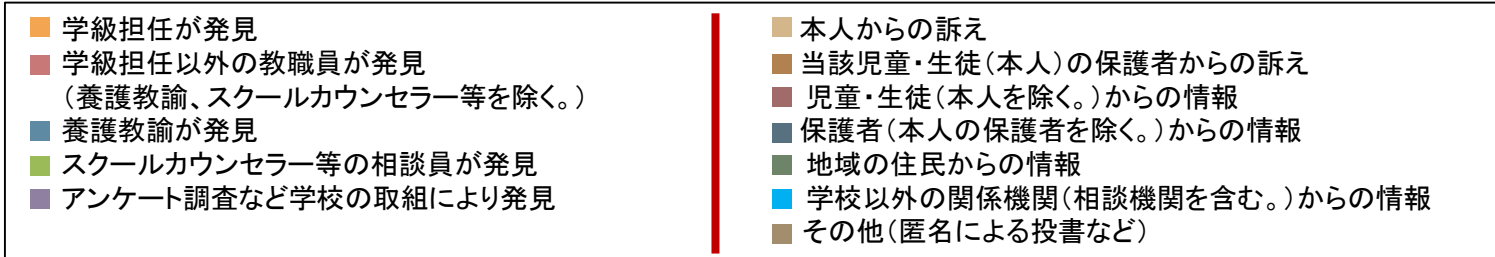 学級担任が発見
学級担任以外の教職員が発見
(養護教諭、スクールカウンセラー等を除く。)
養護教諭が発見
スクールカウンセラー等の相談員が発見
アンケート調査など学校の取組により発見
本人からの訴え
当該児童・生徒(本人)の保護者からの訴え
児童・生徒(本人を除く。)からの情報
保護者(本人の保護者を除く。)からの情報
地域の住民からの情報
学校以外の関係機関(相談機関を含む。)からの情報
その他(匿名による投書など)